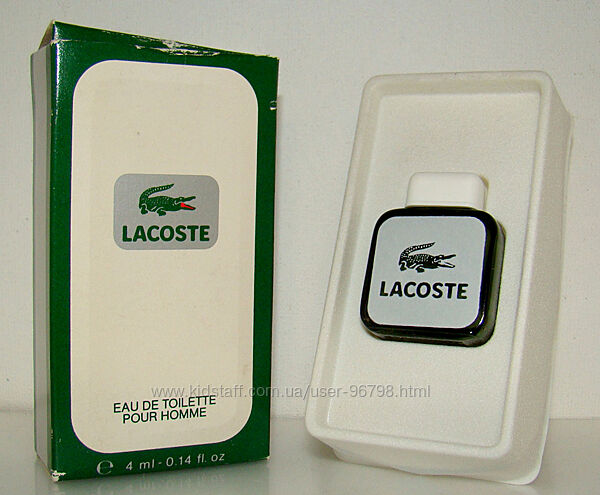 LACOSTE
EAU DE TOILETTE
POUR HOMME
e 4 ml - 0.14 fl. oz
LACOSTE
www.kidstaff.com.ua/user-96798.html